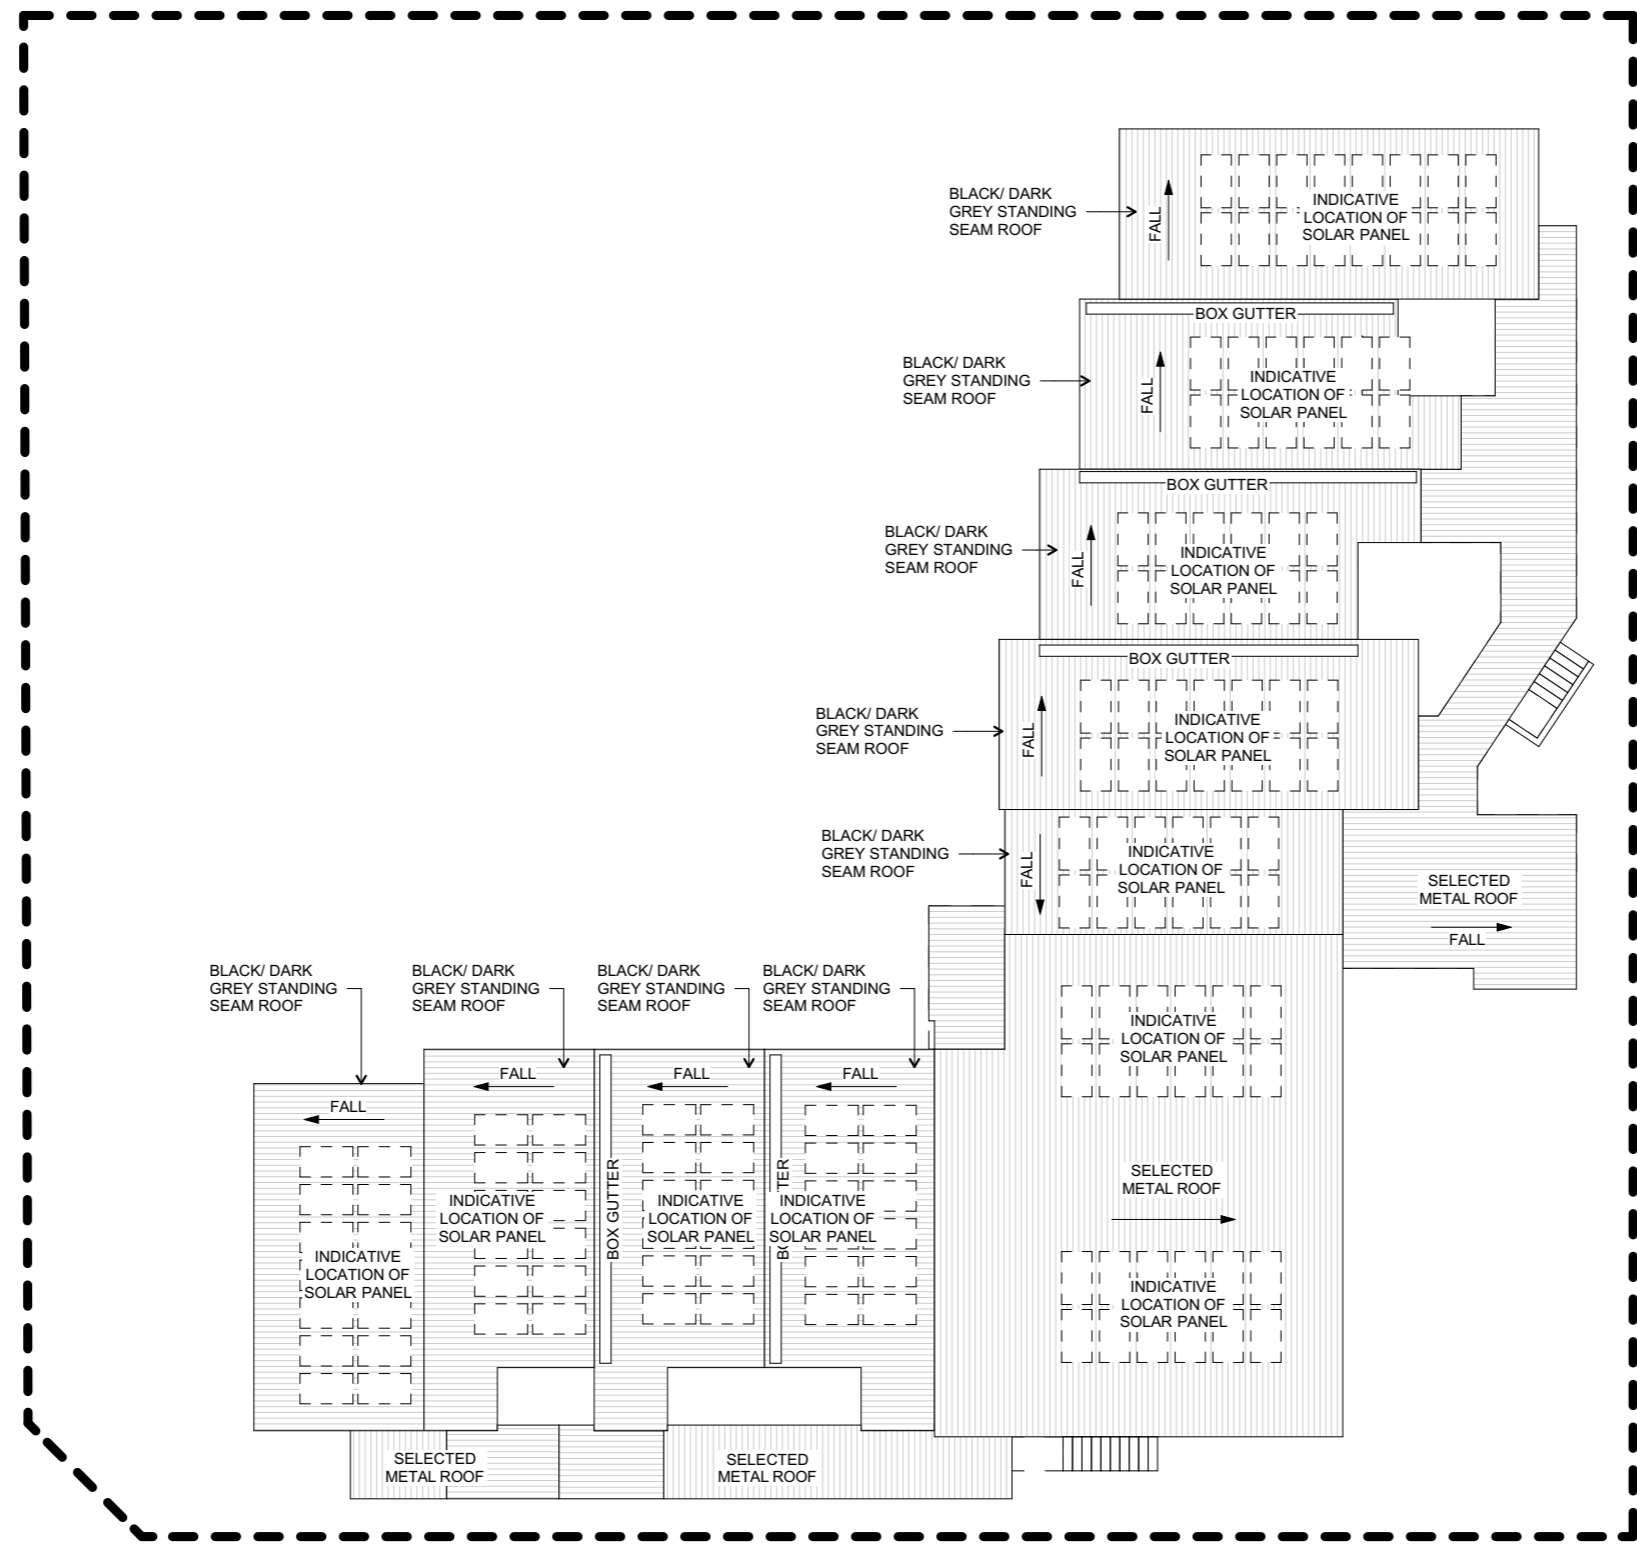 BLACK/ DARK
GREY STANDING
SEAM ROOF
FALL
INDICATIVE
LOCATION OF
SOLAR PANEL
BOX GUTTER
BLACK/ DARK
GREY STANDING
SEAM ROOF
FALL
INDICATIVE
LOCATION OF
SOLAR PANEL
BOX GUTTER
BLACK/ DARK
GREY STANDING
SEAM ROOF
FALL
INDICATIVE
LOCATION OF
SOLAR PANEL
BOX GUTTER
BLACK/ DARK
GREY STANDING
SEAM ROOF
FALL
INDICATIVE
LOCATION OF
SOLAR PANEL
BLACK/ DARK
GREY STANDING
SEAM ROOF
FALL
INDICATIVE
LOCATION OF
SOLAR PANEL
SELECTED
METAL ROOF
FALL
BLACK/ DARK
GREY STANDING
SEAM ROOF
BLACK/ DARK
GREY STANDING
SEAM ROOF
BLACK/ DARK
GREY STANDING
SEAM ROOF
BLACK/ DARK
GREY STANDING
SEAM ROOF
INDICATIVE
LOCATION OF
SOLAR PANEL
FALL
FALL
FALL
FALL
SELECTED
METAL ROOF
INDICATIVE
LOCATION OF
SOLAR PANEL
INDICATIVE
LOCATION OF
SOLAR PANEL
BOX GUTTER
INDICATIVE
LOCATION OF
SOLAR PANEL
INDICATIVE
LOCATION OF
SOLAR PANEL
INDICATIVE
LOCATION OF
SOLAR PANEL
SELECTED
METAL ROOF
SELECTED
METAL ROOF